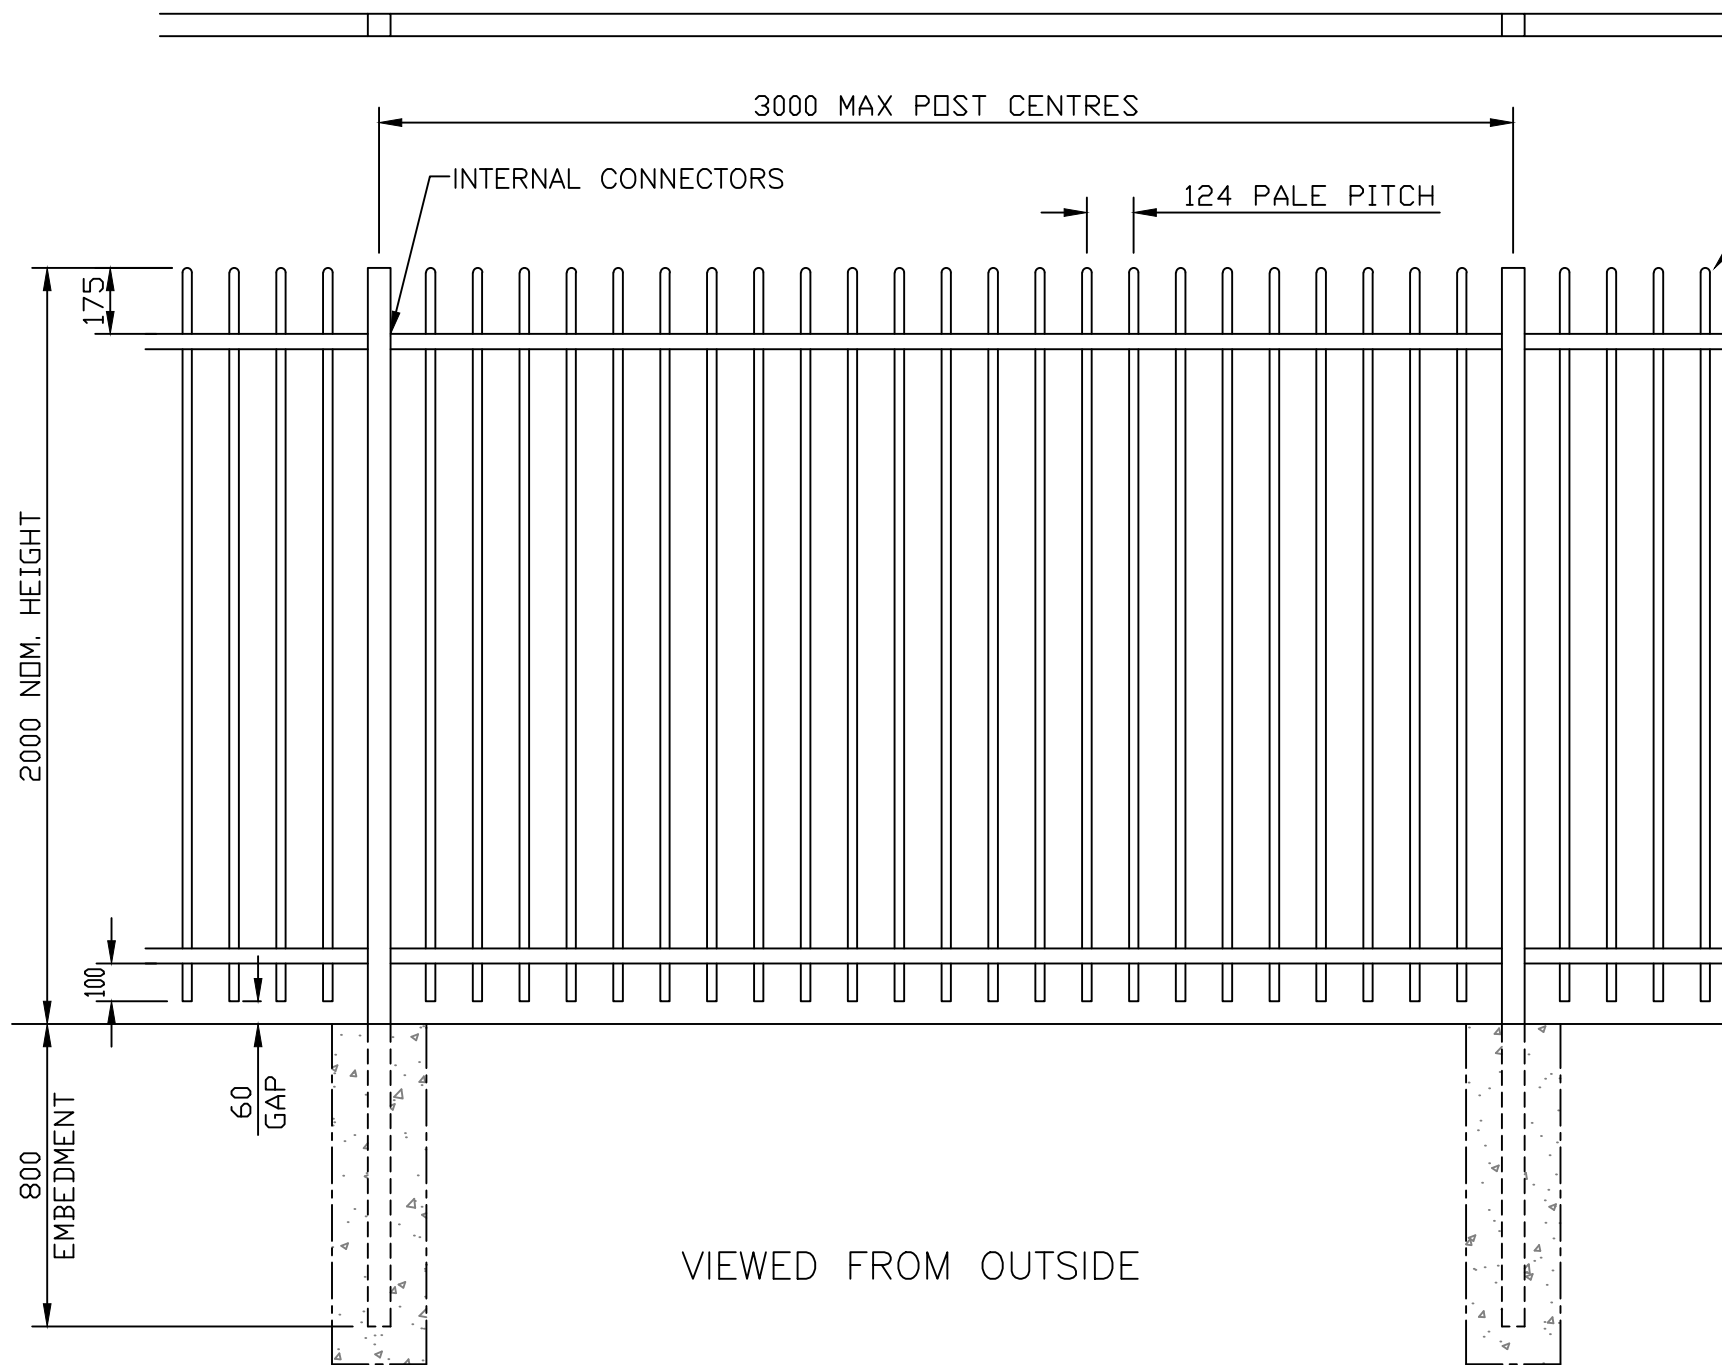 3000 MAX POST CENTRES
INTERNAL CONNECTORS
124 PALE PITCH
175
2000 NOM. HEIGHT
100
60
GAP
800
EMBEDMENT
VIEWED FROM OUTSIDE